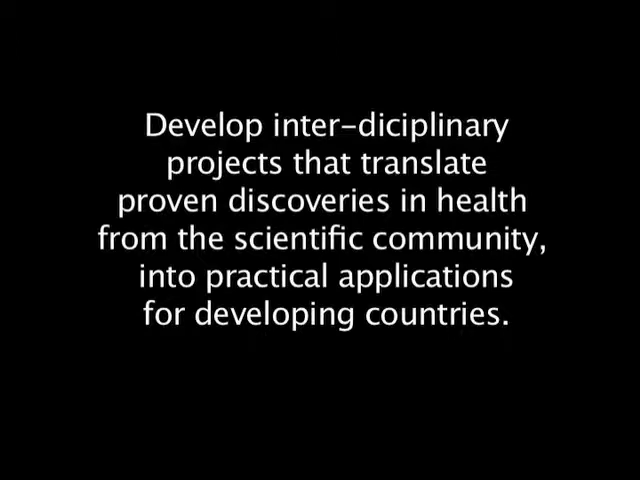 Develop inter-diciplinary
projects that translate
proven discoveries in health
from the scientific community,
into practical applications
for developing countries.